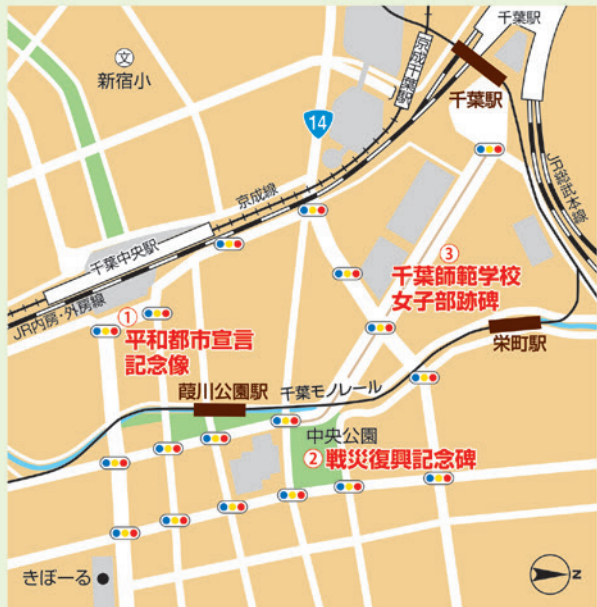 千葉駅
京成千葉駅
文
新宿小
千葉駅
14
JR総武本線
京成線
千葉中央駅
③
千葉師範学校
女子部跡碑
JR内房・外房線
①
平和都市宣言
記念像
栄町駅
葭川公園駅
千葉モノレール
中央公園
②戦災復興記念碑
きぼーる
N